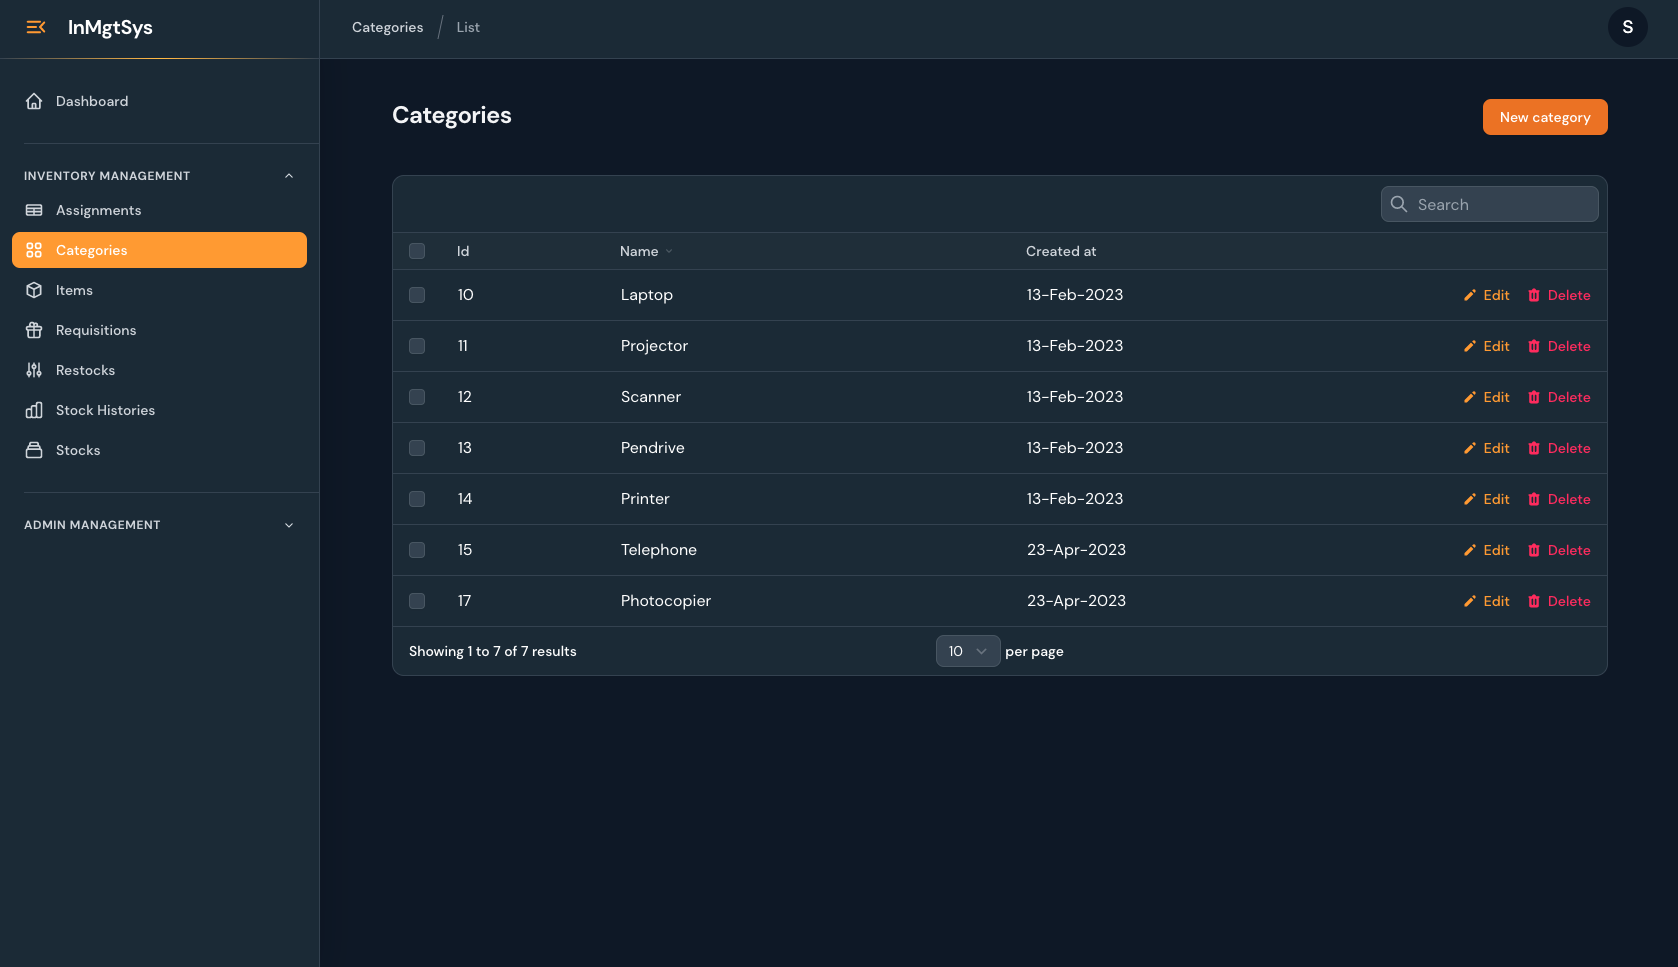 InMgtSys
Categories / List
S
Dashboard
INVENTORY MANAGEMENT
Assignments
Categories
Items
Requisitions
Restocks
Stock Histories
Stocks
ADMIN MANAGEMENT
Categories
New category
Search
Id Name Created at
10 Laptop 13-Feb-2023 Edit Delete
11 Projector 13-Feb-2023 Edit Delete
12 Scanner 13-Feb-2023 Edit Delete
13 Pendrive 13-Feb-2023 Edit Delete
14 Printer 13-Feb-2023 Edit Delete
15 Telephone 23-Apr-2023 Edit Delete
17 Photocopier 23-Apr-2023 Edit Delete
Showing 1 to 7 of 7 results 10 per page